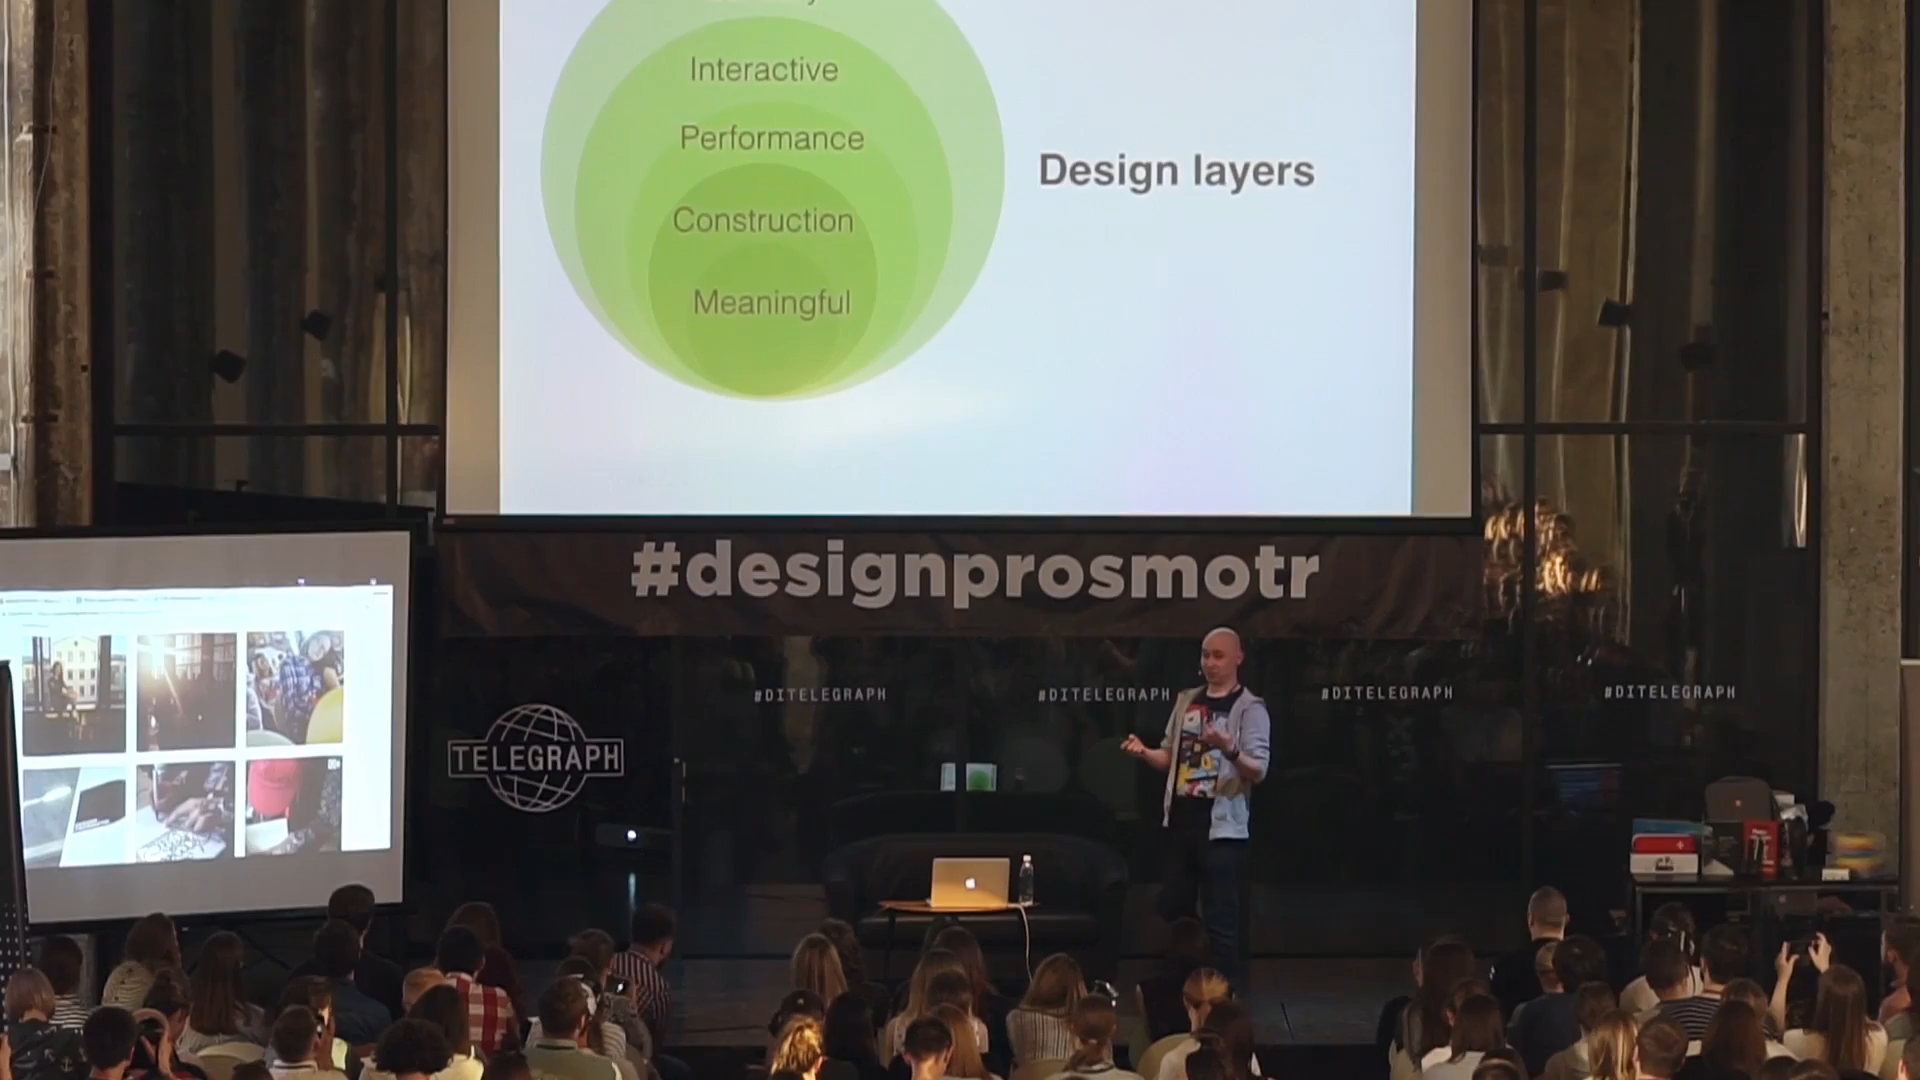 Interactive
Performance
Construction
Meaningful
Design layers
#designprosmotr
#DITELEGRAPH
#DITELEGRAPH
#DITELEGRAPH
#DITELEGRAPH
TELEGRAPH